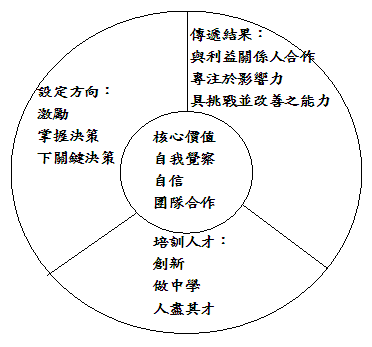 設定方向：
激勵
掌握決策
下關鍵決策
傳遞結果：
與利益關係人合作
專注於影響力
具挑戰並改善之能力
核心價值
自我覺察
自信
團隊合作
培訓人才：
創新
做中學
人盡其才